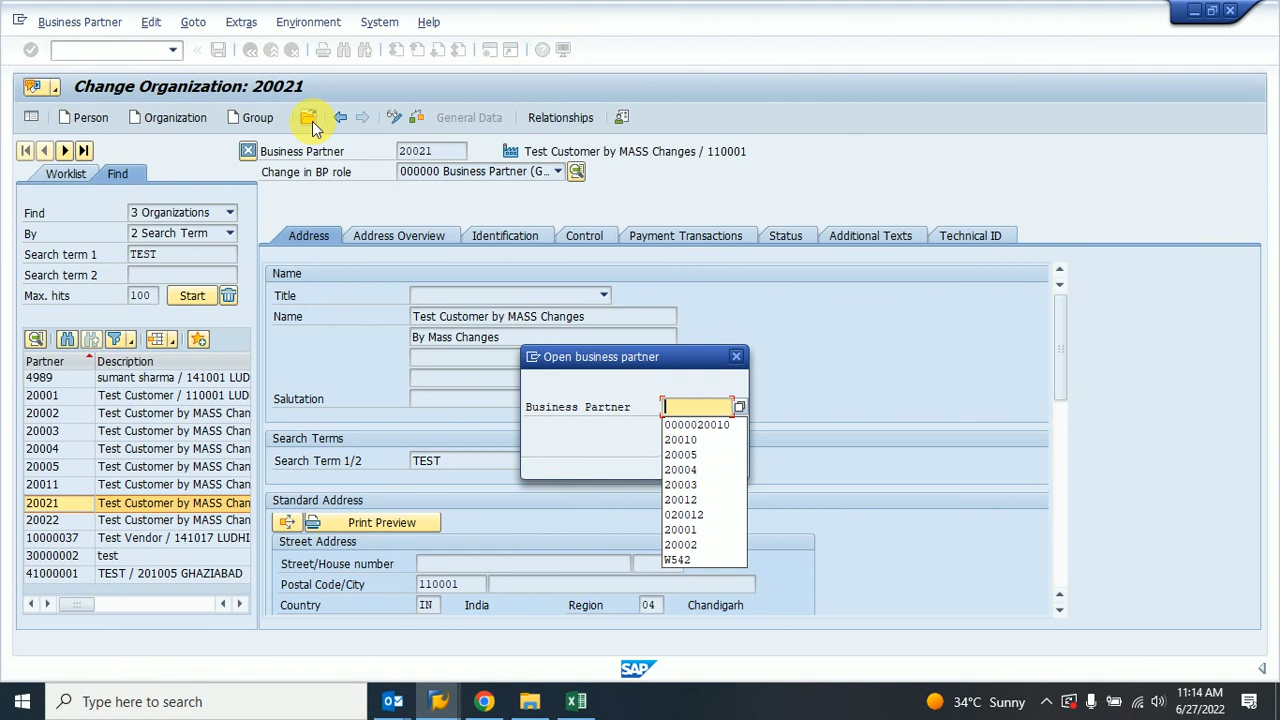 Business Partner Edit Goto Extras Environment System Help
Change Organization: 20021
Person Organization Group General Data Relationships
Business Partner 20021 Test Customer by MASS Changes / 110001
Change in BP role 000000 Business Partner (G...
Worklist Find
Find 3 Organizations
By 2 Search Term
Search term 1 TEST
Search term 2
Max. hits 100 Start
Partner Description
4989 sumant sharma / 141001 LUD
20001 Test Customer / 110001 LUD
20002 Test Customer by MASS Chan
20003 Test Customer by MASS Chan
20004 Test Customer by MASS Chan
20005 Test Customer by MASS Chan
20011 Test Customer by MASS Chan
20021 Test Customer by MASS Chan
20022 Test Customer by MASS Chan
10000037 Test Vendor / 141017 LUDHI
30000002 test
41000001 TEST / 201005 GHAZIABAD
Address Address Overview Identification Control Payment Transactions Status Additional Texts Technical ID
Name
Title
Name Test Customer by MASS Changes
By Mass Changes
Salutation
Search Terms
Search Term 1/2 TEST
Standard Address
Print Preview
Street Address
Street/House number
Postal Code/City 110001
Country IN India Region 04 Chandigarh
Open business partner
Business Partner
0000020010
20010
20005
20004
20003
20012
020012
20001
20002
W542
SAP
Type here to search
34°C Sunny
11:14 AM
6/27/2022